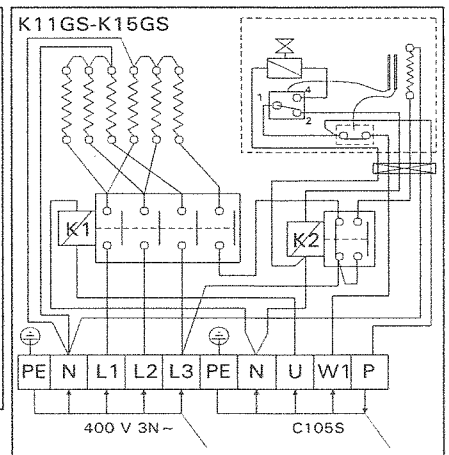 K11GS-K15GS
4
1
2
K1
K2
PE N L1 L2 L3 PE N U W1 P
400 V 3N~
C105S